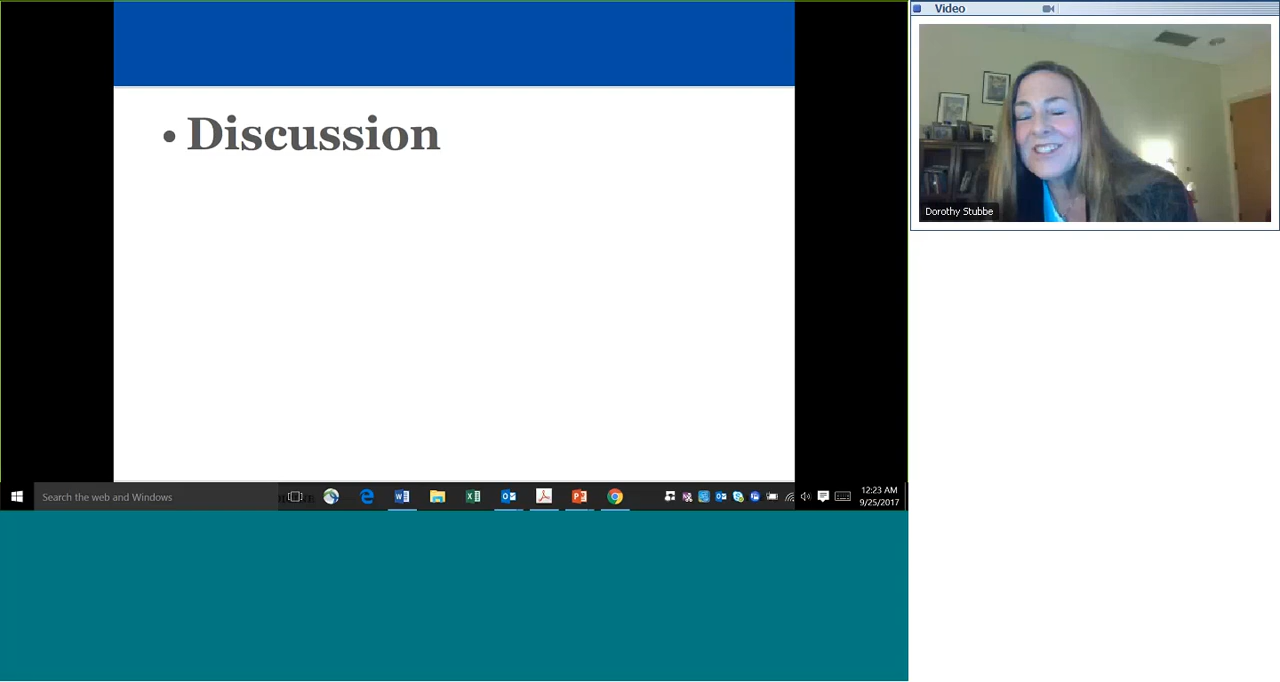 • Discussion
Search the web and Windows
12:23 AM
9/25/2017
Video
Dorothy Stubbe